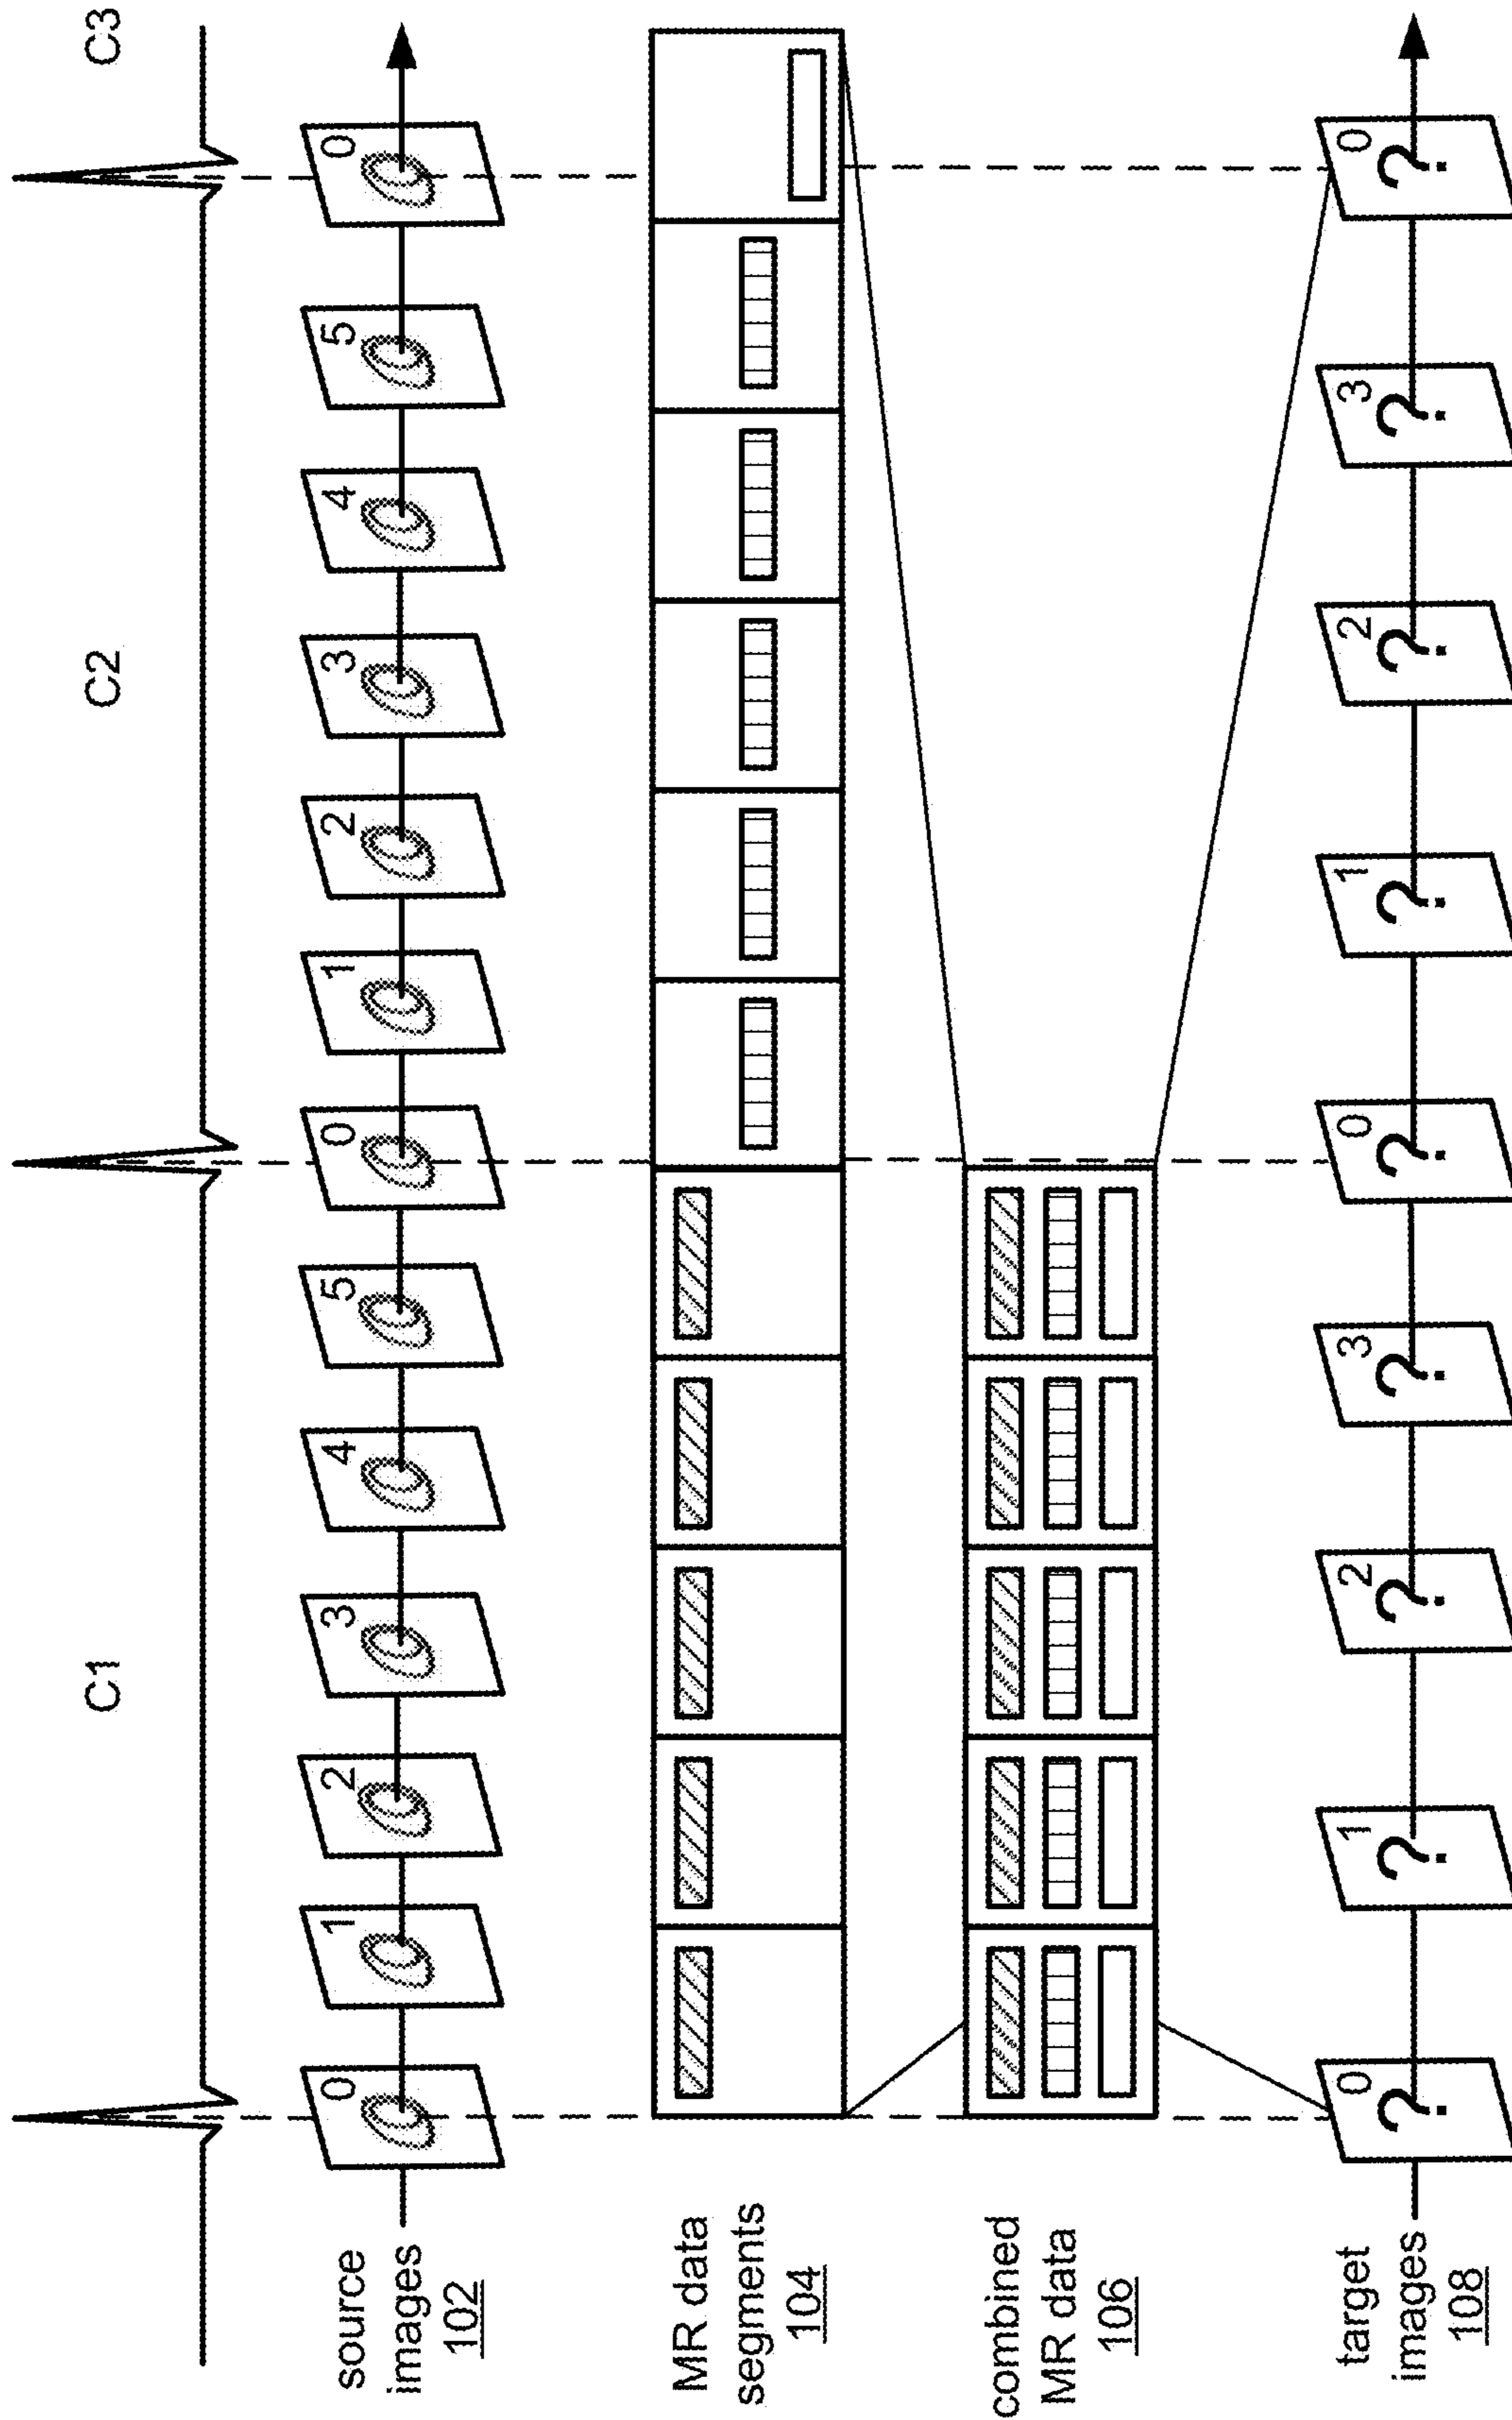 C1 C2 C3
source
images
102
0 1 2 3 4 5 0 1 2 3 4 5 0
MR data
segments
104
combined
MR data
106
target
images
108
0 1 2 3 0 1 2 3 0
? ? ? ? ? ? ? ? ?